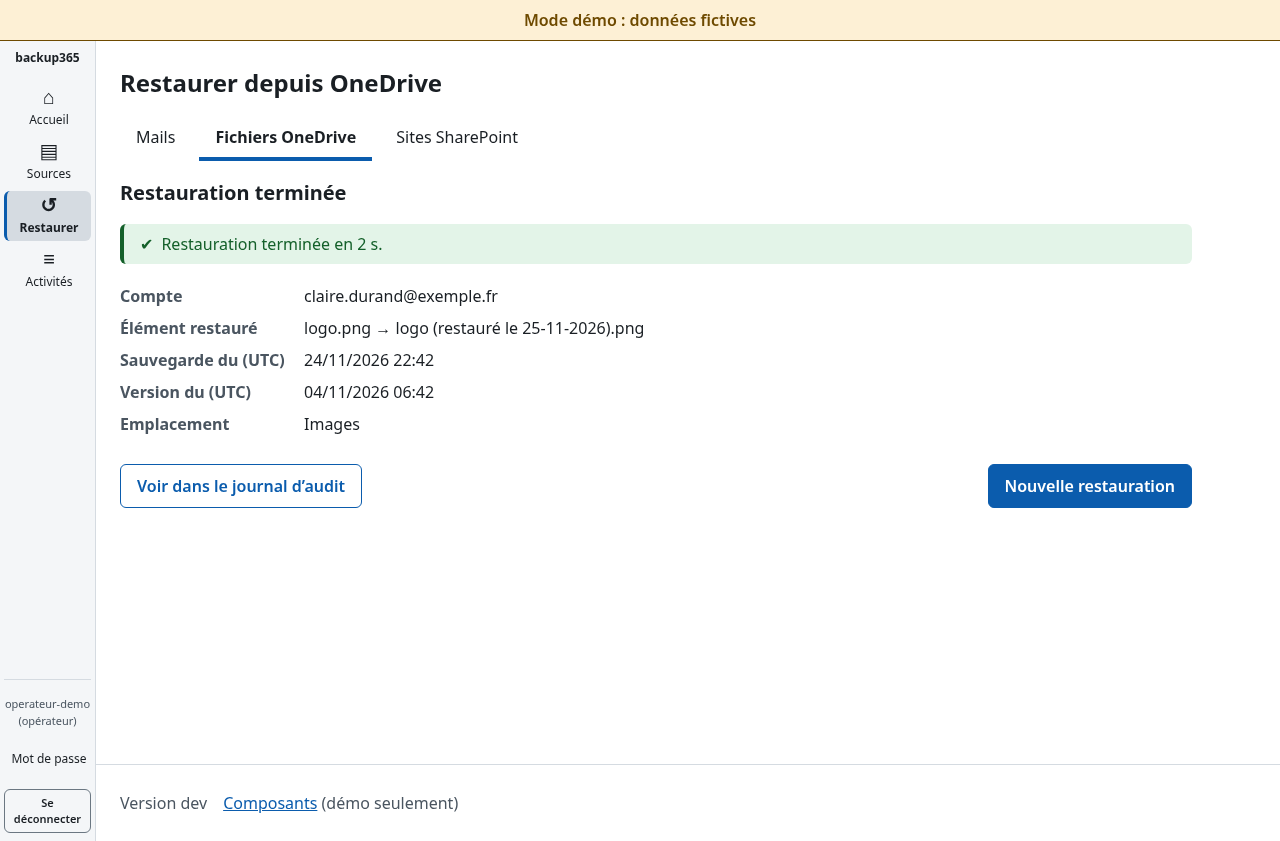 Mode démo : données fictives
backup365
Accueil
Sources
Restaurer
Activités
operateur-demo
(opérateur)
Mot de passe
Se
déconnecter
Restaurer depuis OneDrive
Mails Fichiers OneDrive Sites SharePoint
Restauration terminée
✔ Restauration terminée en 2 s.
Compte claire.durand@exemple.fr
Élément restauré logo.png → logo (restauré le 25-11-2026).png
Sauvegarde du (UTC) 24/11/2026 22:42
Version du (UTC) 04/11/2026 06:42
Emplacement Images
Voir dans le journal d’audit Nouvelle restauration
Version dev Composants (démo seulement)